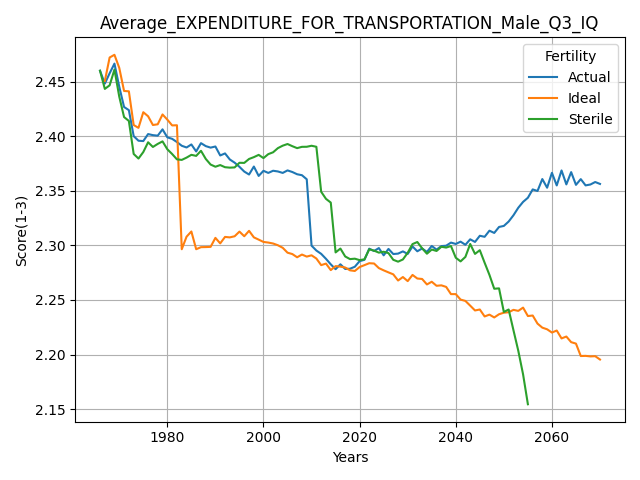 Average_EXPENDITURE_FOR_TRANSPORTATION_Male_Q3_IQ
Fertility
Actual
Ideal
Sterile
Score(1-3)
2.45
2.40
2.35
2.30
2.25
2.20
2.15
1980
2000
2020
2040
2060
Years